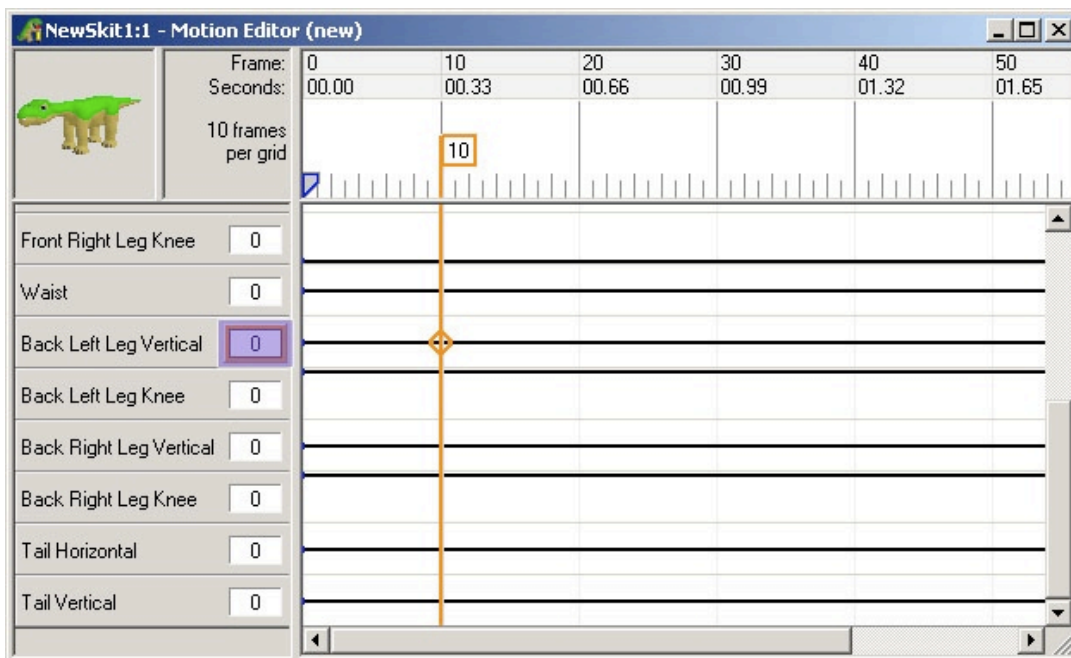 NewSkit1:1 - Motion Editor (new)
Frame: 0 10 20 30 40 50
Seconds: 00.00 00.33 00.66 00.99 01.32 01.65
10 frames
per grid
10
Front Right Leg Knee 0
Waist 0
Back Left Leg Vertical 0
Back Left Leg Knee 0
Back Right Leg Vertical 0
Back Right Leg Knee 0
Tail Horizontal 0
Tail Vertical 0